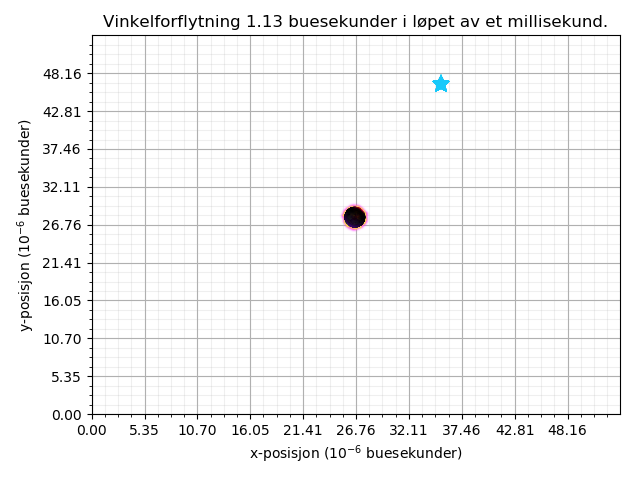 Vinkelforflytning 1.13 buesekunder i løpet av et millisekund.
48.16
42.81
37.46
32.11
26.76
21.41
16.05
10.70
5.35
0.00
y-posisjon (10⁻⁶ buesekunder)
0.00 5.35 10.70 16.05 21.41 26.76 32.11 37.46 42.81 48.16
x-posisjon (10⁻⁶ buesekunder)